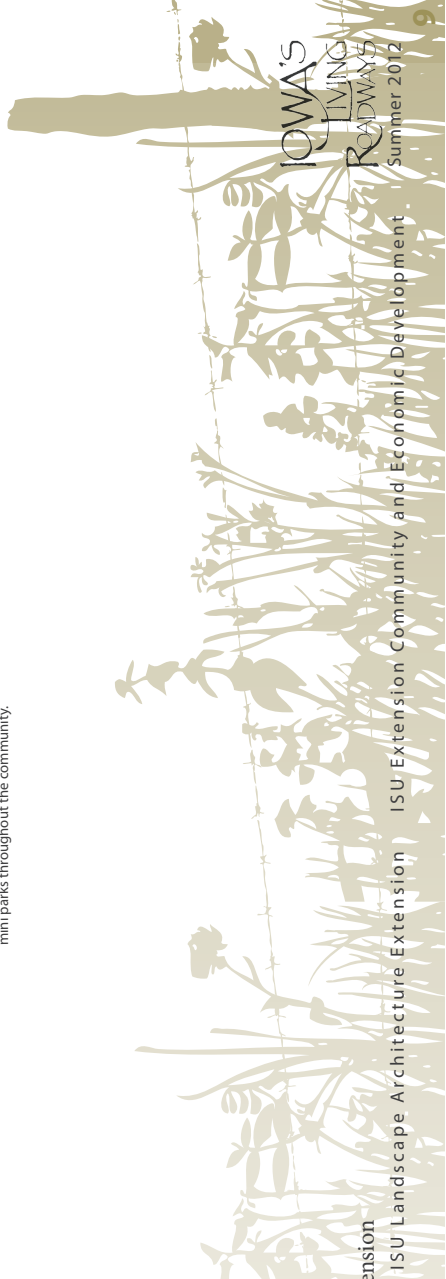 mini parks throughout the community.
IOWA'S
LIVING
ROADWAYS
ension
ISU Landscape Architecture Extension ISU Extension Community and Economic Development Summer 2012
9